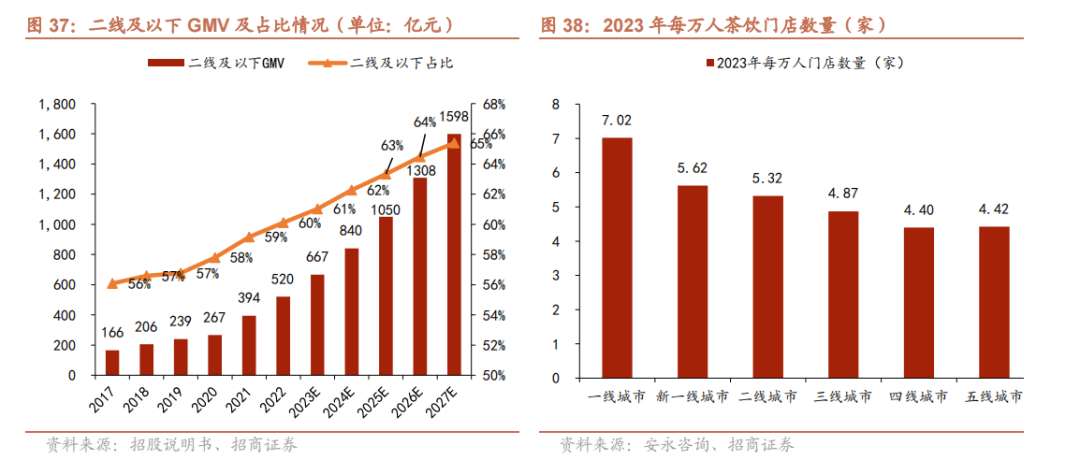 图 37：二线及以下 GMV 及占比情况（单位：亿元）
二线及以下GMV 二线及以下占比
1,800
1,600
1,400
1,200
1,000
800
600
400
200
0
68%
66%
64%
62%
60%
58%
56%
54%
52%
50%
166 206 239 267 394 520 667 840 1050 1308 1598
56% 57% 57% 58% 59% 60% 61% 62% 63% 64% 65%
2017 2018 2019 2020 2021 2022 2023E 2024E 2025E 2026E 2027E
资料来源：招股说明书、招商证券
图 38：2023 年每万人茶饮门店数量（家）
2023年每万人门店数量（家）
8
7
6
5
4
3
2
1
0
7.02 5.62 5.32 4.87 4.40 4.42
一线城市 新一线城市 二线城市 三线城市 四线城市 五线城市
资料来源：安永咨询、招商证券